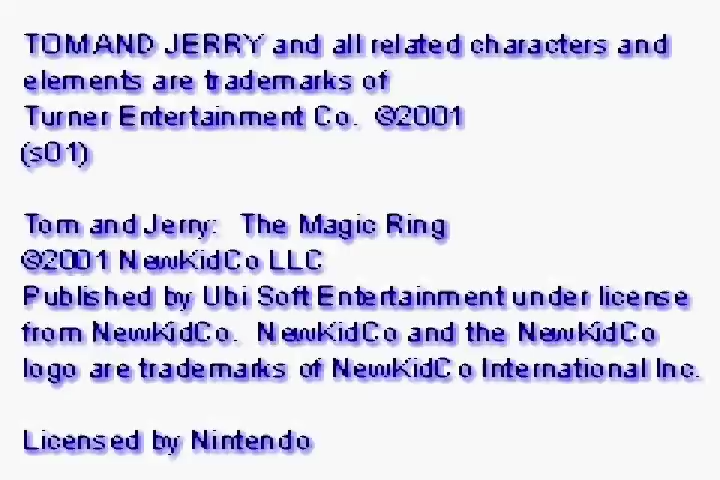 TOM AND JERRY and all related characters and
elements are trademarks of
Turner Entertainment Co. ©2001
(s01)
Tom and Jerry: The Magic Ring
©2001 NewKidCo LLC
Published by Ubi Soft Entertainment under license
from NewKidCo. NewKidCo and the NewKidCo
logo are trademarks of NewKidCo International Inc.
Licensed by Nintendo